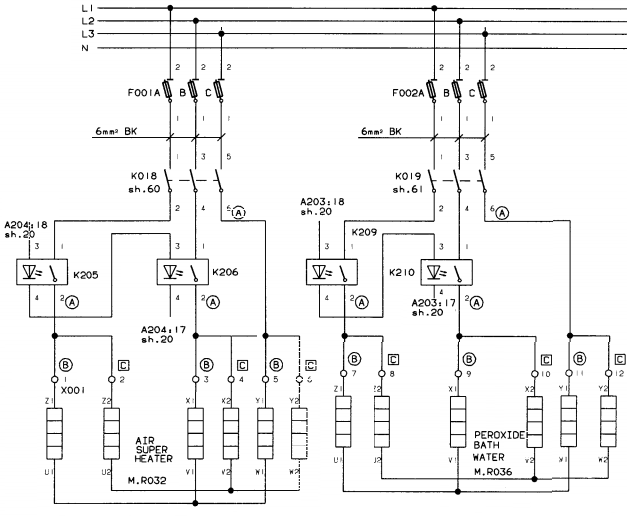 L1
L2
L3
N
2 2 2 2 2 2
F001A B C F002A B C
1 1 1 1 1 1
6mm² BK 6mm² BK
1 3 5 1 3 5
K018 K019
sh.60 sh.61
2 4 6 (A) 2 4 6 (A)
A204:18 A203:18
sh.20 sh.20
K209
3 1 3 1 3 1 3 1
K205 K206 K210
4 2 (A) 4 2 (A) 4 2 (A) 4 2 (A)
A204:17 A203:17
sh.20 sh.20
B C B C B C B C B C B C
1 2 3 4 5 6 7 8 9 10 11 12
X001
Z1 Z2 X1 X2 Y1 Y2 Z1 Z2 X1 X2 Y1 Y2
AIR
SUPER
HEATER
PEROXIDE
BATH
WATER
U1 U2 V1 V2 W1 W2 U1 U2 V1 V2 W1 W2
M.R032 M.R036